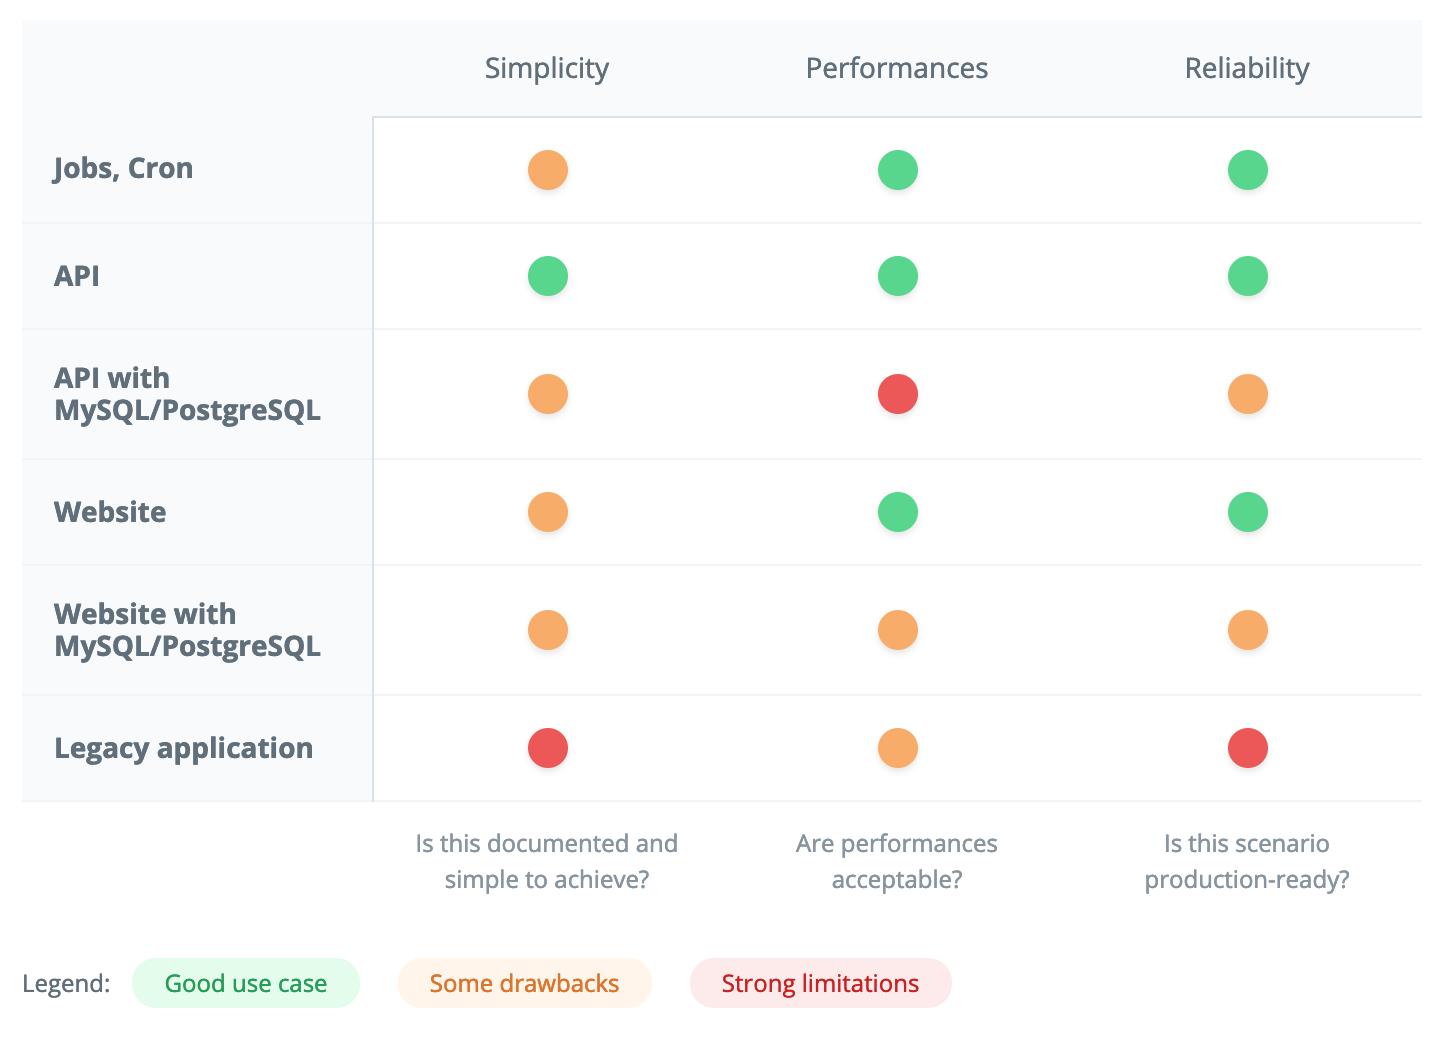 Simplicity Performances Reliability
Jobs, Cron
API
API with
MySQL/PostgreSQL
Website
Website with
MySQL/PostgreSQL
Legacy application
Is this documented and
simple to achieve?
Are performances
acceptable?
Is this scenario
production-ready?
Legend: Good use case Some drawbacks Strong limitations